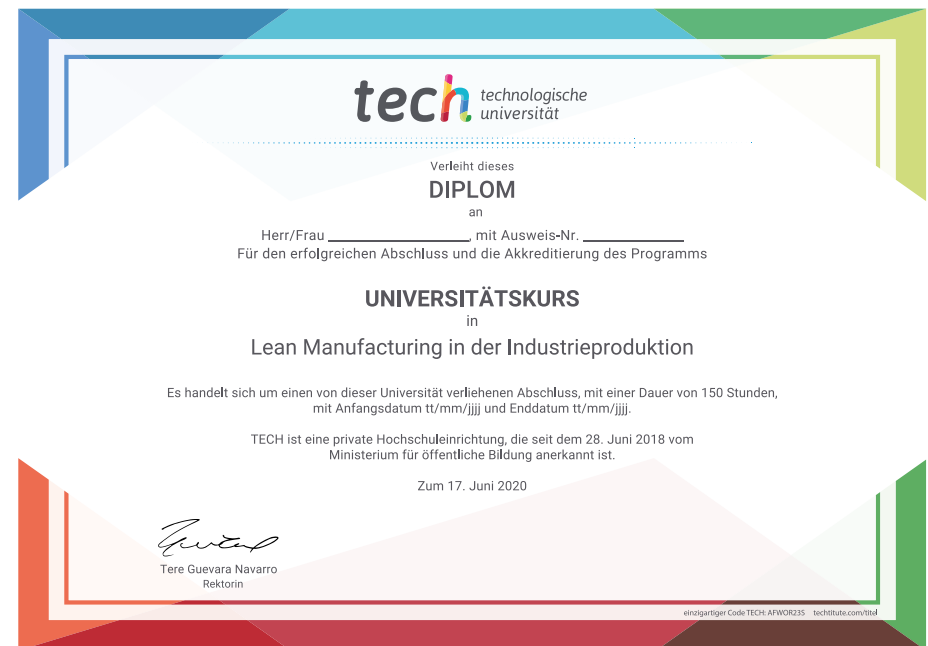 tech technologische
universität
Verleiht dieses
DIPLOM
an
Herr/Frau ____________________, mit Ausweis-Nr. ______________
Für den erfolgreichen Abschluss und die Akkreditierung des Programms
UNIVERSITÄTSKURS
in
Lean Manufacturing in der Industrieproduktion
Es handelt sich um einen von dieser Universität verliehenen Abschluss, mit einer Dauer von 150 Stunden,
mit Anfangsdatum tt/mm/jjjj und Enddatum tt/mm/jjjj.
TECH ist eine private Hochschuleinrichtung, die seit dem 28. Juni 2018 vom
Ministerium für öffentliche Bildung anerkannt ist.
Zum 17. Juni 2020
Tere Guevara Navarro
Rektorin
einzigartiger Code TECH: AFWOR23S techtitute.com/titel